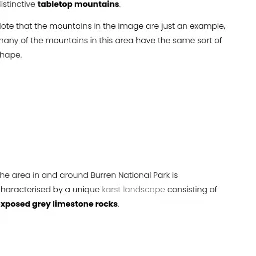 istinctive tabletop mountains.
ote that the mountains in the image are just an example,
nany of the mountains in this area have the same sort of
hape.
he area in and around Burren National Park is
haracterised by a unique karst landscape consisting of
xposed grey limestone rocks.